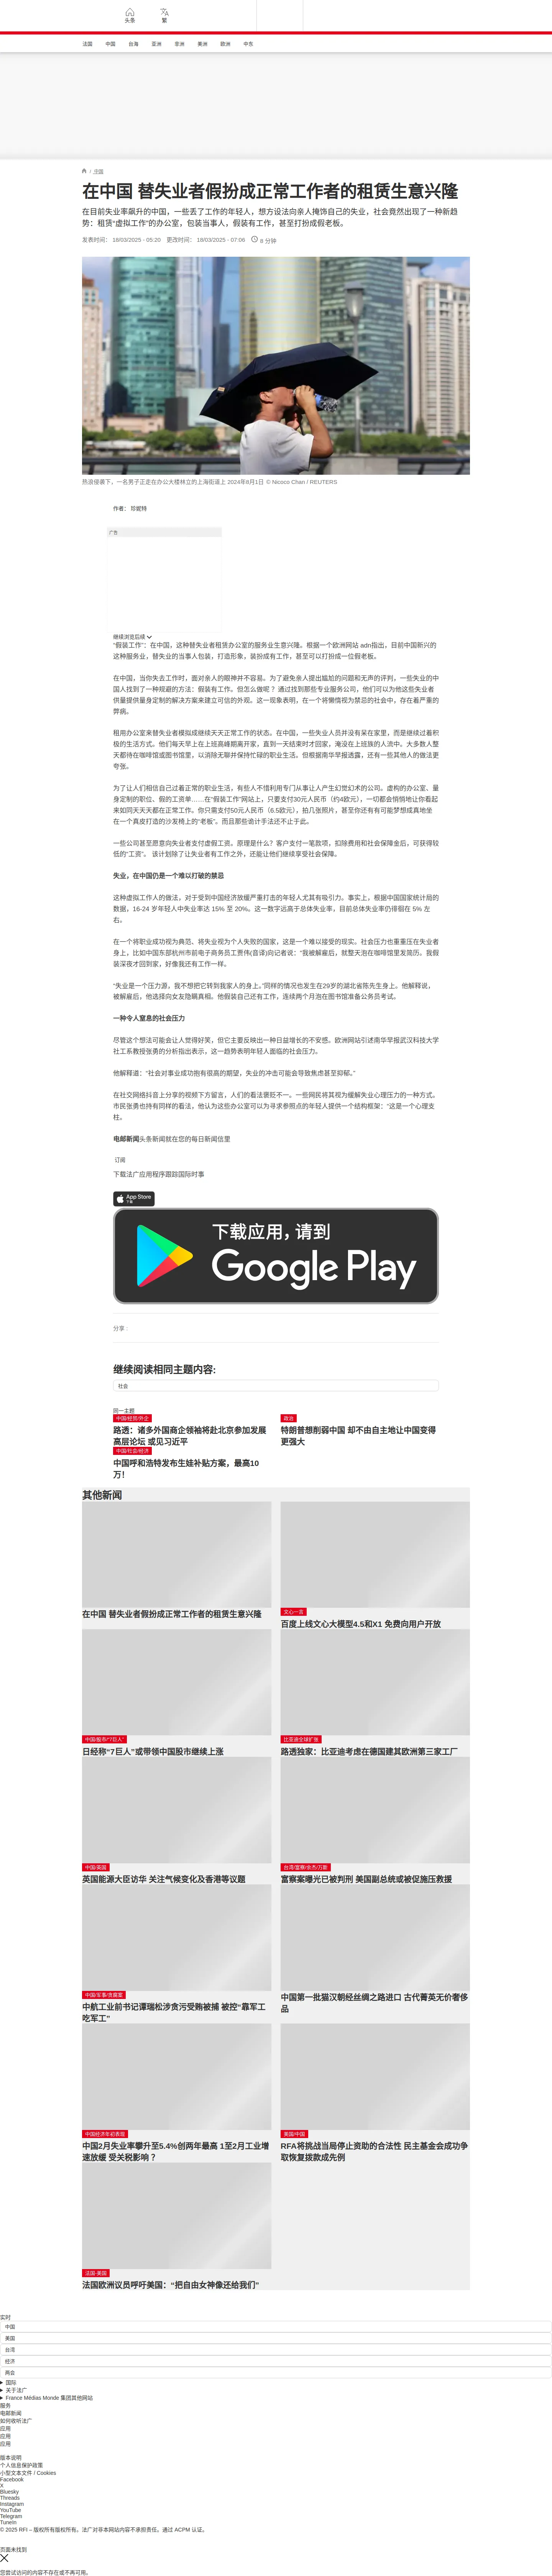 头条
繁
法国
中国
台海
亚洲
非洲
美洲
欧洲
中东
中国
在中国 替失业者假扮成正常工作者的租赁生意兴隆
在目前失业率飙升的中国，一些丢了工作的年轻人，想方设法向亲人掩饰自己的失业，社会竟然出现了一种新趋
势：租赁“虚拟工作”的办公室，包装当事人，假装有工作，甚至打扮成假老板。
发表时间： 18/03/2025 - 05:20 更改时间： 18/03/2025 - 07:06 8 分钟
热浪侵袭下，一名男子正走在办公大楼林立的上海街道上 2024年8月1日 © Nicoco Chan / REUTERS
作者： 珍妮特
广告
继续浏览后续
“假装工作”：在中国，这种替失业者租赁办公室的服务业生意兴隆。根据一个欧洲网站 adn指出，目前中国新兴的
这种服务业，替失业的当事人包装，打造形象，装扮成有工作，甚至可以打扮成一位假老板。
在中国，当你失去工作时，面对亲人的眼神并不容易。为了避免亲人提出尴尬的问题和无声的评判，一些失业的中
国人找到了一种规避的方法：假装有工作。但怎么做呢 ？ 通过找到那些专业服务公司，他们可以为他这些失业者
供量提供量身定制的解决方案来建立可信的外观。这一现象表明，在一个将懒惰视为禁忌的社会中，存在着严重的
弊病。
租用办公室来替失业者模拟或继续天天正常工作的状态。在中国，一些失业人员并没有呆在家里，而是继续过着积
极的生活方式。他们每天早上在上班高峰期离开家，直到一天结束时才回家，淹没在上班族的人流中。大多数人整
天都待在咖啡馆或图书馆里，以消除无聊并保持忙碌的职业生活。但根据南华早报透露，还有一些其他人的做法更
夸张。
为了让人们相信自己过着正常的职业生活，有些人不惜利用专门从事让人产生幻觉幻术的公司。虚构的办公室、量
身定制的职位、假的工资单……在“假装工作”网站上，只要支付30元人民币（约4欧元），一切都会悄悄地让你看起
来如同天天天都在正常工作。你只需支付50元人民币（6.5欧元），拍几张照片，甚至你还有有可能梦想成真地坐
在一个真皮打造的沙发椅上的“老板”。而且那些诡计手法还不止于此。
一些公司甚至愿意向失业者支付虚假工资。原理是什么？客户支付一笔款项，扣除费用和社会保障金后，可获得较
低的“工资”。 该计划除了让失业者有工作之外，还能让他们继续享受社会保障。
失业，在中国仍是一个难以打破的禁忌
这种虚拟工作人的做法，对于受到中国经济放缓严重打击的年轻人尤其有吸引力。事实上，根据中国国家统计局的
数据，16-24 岁年轻人中失业率达 15% 至 20%。这一数字远高于总体失业率，目前总体失业率仍徘徊在 5% 左
右。
在一个将职业成功视为典范、将失业视为个人失败的国家，这是一个难以接受的现实。社会压力也重重压在失业者
身上，比如中国东部杭州市前电子商务员工贾伟(音译)向记者说：“我被解雇后，就整天泡在咖啡馆里发简历。我假
装深夜才回到家，好像我还有工作一样。
“失业是一个压力源，我不想把它转到我家人的身上。”同样的情况也发生在29岁的湖北省陈先生身上。他解释说，
被解雇后，他选择向女友隐瞒真相。他假装自己还有工作，连续两个月泡在图书馆准备公务员考试。
一种令人窒息的社会压力
尽管这个想法可能会让人觉得好笑，但它主要反映出一种日益增长的不安感。欧洲网站引述南华早报武汉科技大学
社工系教授张勇的分析指出表示，这一趋势表明年轻人面临的社会压力。
他解释道：“社会对事业成功抱有很高的期望，失业的冲击可能会导致焦虑甚至抑郁。”
在社交网络抖音上分享的视频下方留言，人们的看法褒贬不一。一些网民将其视为缓解失业心理压力的一种方式。
市民张勇也持有同样的看法，他认为这些办公室可以为寻求参照点的年轻人提供一个结构框架：“这是一个心理支
柱。
电邮新闻头条新闻就在您的每日新闻信里
订阅
下载法广应用程序跟踪国际时事
App Store
下载
下载应用，请到
Google Play
分享 :
继续阅读相同主题内容:
社会
同一主题
中国/经贸/外企
路透：诸多外国商企领袖将赴北京参加发展
高层论坛 或见习近平
政治
特朗普想削弱中国 却不由自主地让中国变得
更强大
中国/社会/经济
中国呼和浩特发布生娃补贴方案，最高10
万！
其他新闻
在中国 替失业者假扮成正常工作者的租赁生意兴隆
文心一言
百度上线文心大模型4.5和X1 免费向用户开放
中国/股市/“7巨人”
日经称“7巨人”或带领中国股市继续上涨
比亚迪全球扩张
路透独家：比亚迪考虑在德国建其欧洲第三家工厂
中国/英国
英国能源大臣访华 关注气候变化及香港等议题
台湾/富察/余杰/万斯
富察案曝光已被判刑 美国副总统或被促施压救援
中国/军事/贪腐案
中航工业前书记谭瑞松涉贪污受贿被捕 被控“靠军工
吃军工”
中国第一批猫汉朝经丝绸之路进口 古代菁英无价奢侈
品
中国经济年初表现
中国2月失业率攀升至5.4%创两年最高 1至2月工业增
速放缓 受关税影响 ？
美国/中国
RFA将挑战当局停止资助的合法性 民主基金会成功争
取恢复拨款成先例
法国-美国
法国欧洲议员呼吁美国：“把自由女神像还给我们”
实时
中国
美国
台湾
经济
两会
国际
关于法广
France Médias Monde 集团其他网站
服务
电邮新闻
如何收听法广
应用
应用
应用
版本说明
个人信息保护政策
小型文本文件 / Cookies
Facebook
X
Bluesky
Threads
Instagram
YouTube
Telegram
TuneIn
© 2025 RFI – 版权所有版权所有。法广对非本网站内容不承担责任。通过 ACPM 认证。
页面未找到
您尝试访问的内容不存在或不再可用。